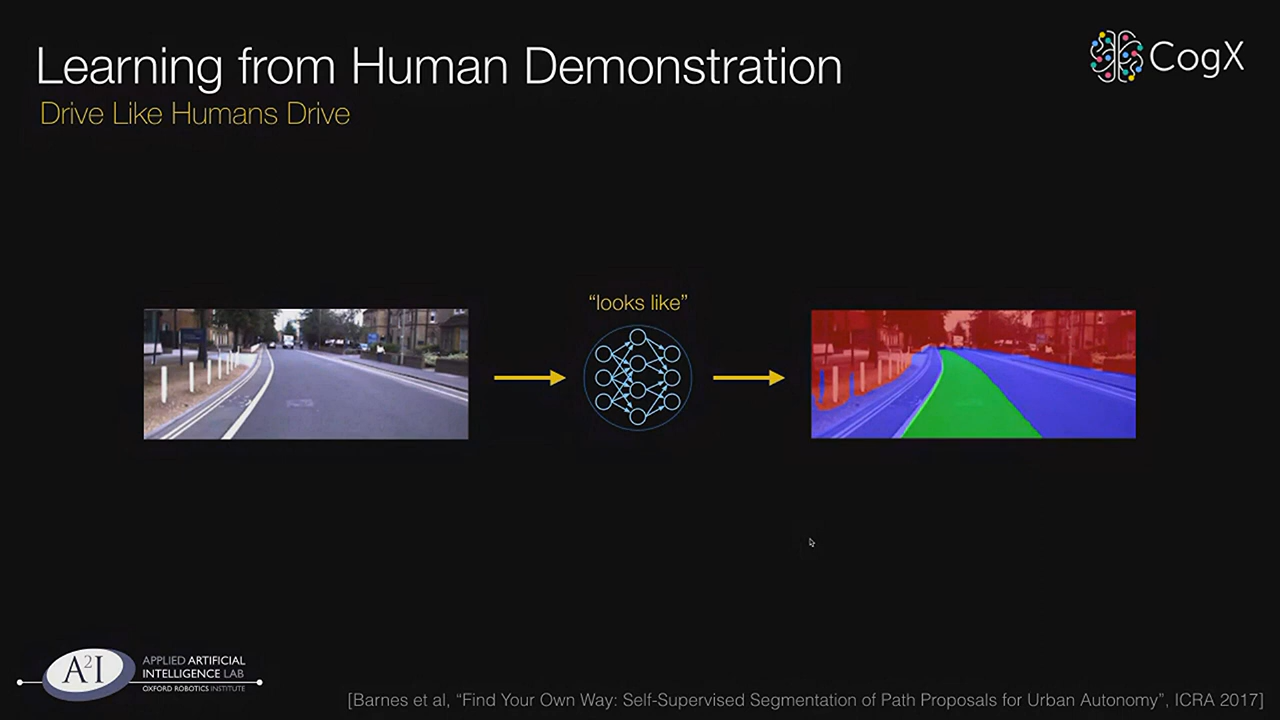 Learning from Human Demonstration
CogX
Drive Like Humans Drive
“looks like”
A²I
APPLIED ARTIFICIAL
INTELLIGENCE LAB
OXFORD ROBOTICS INSTITUTE
[Barnes et al, “Find Your Own Way: Self-Supervised Segmentation of Path Proposals for Urban Autonomy”, ICRA 2017]